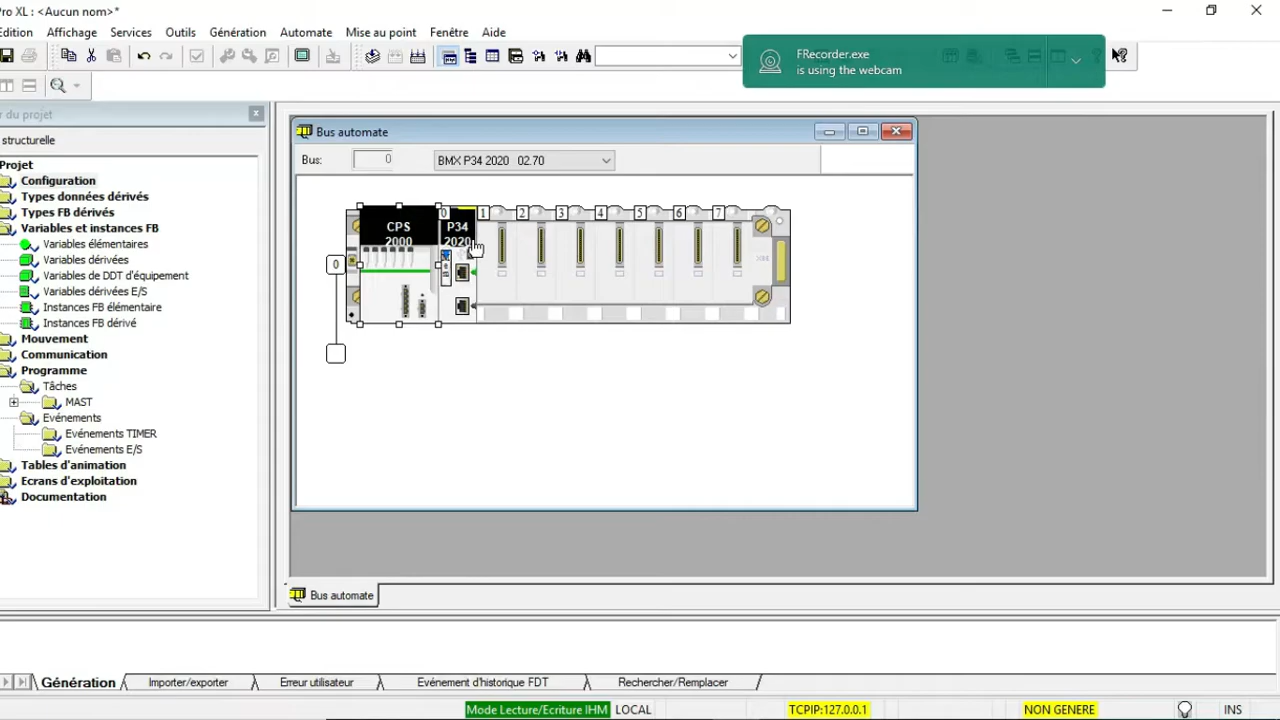 Pro XL : <Aucun nom>*
Edition Affichage Services Outils Génération Automate Mise au point Fenêtre Aide
FRecorder.exe
is using the webcam
r du projet
structurelle
Projet
Configuration
Types données dérivés
Types FB dérivés
Variables et instances FB
Variables élémentaires
Variables dérivées
Variables de DDT d'équipement
Variables dérivées E/S
Instances FB élémentaire
Instances FB dérivé
Mouvement
Communication
Programme
Tâches
MAST
Evénements
Evénements TIMER
Evénements E/S
Tables d'animation
Ecrans d'exploitation
Documentation
Bus automate
Bus: 0 BMX P34 2020 02.70
CPS
2000
0
P34
2020
1 2 3 4 5 6 7
0
Bus automate
Génération Importer/exporter Erreur utilisateur Evénement d'historique FDT Rechercher/Remplacer
Mode Lecture/Ecriture IHM LOCAL TCPIP:127.0.0.1 NON GENERE INS